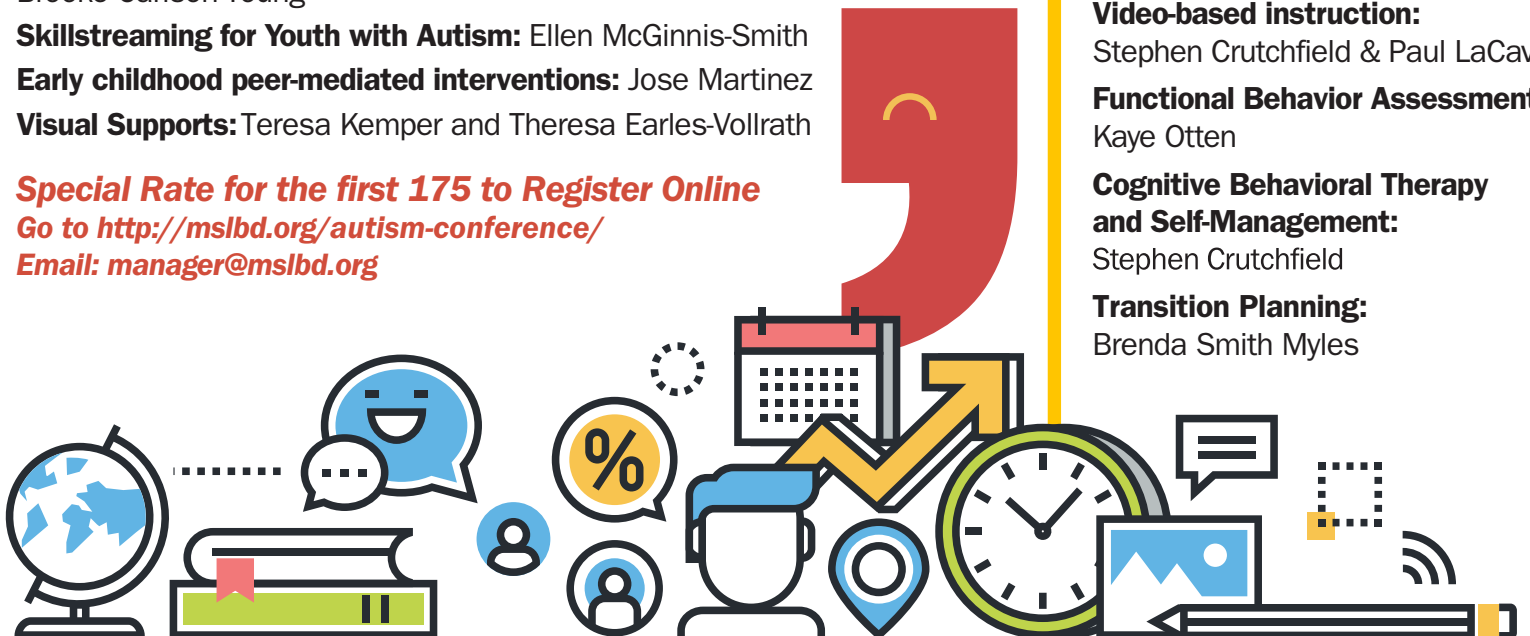 Skillstreaming for Youth with Autism: Ellen McGinnis-Smith
Early childhood peer-mediated interventions: Jose Martinez
Visual Supports: Teresa Kemper and Theresa Earles-Vollrath
Special Rate for the first 175 to Register Online
Go to http://mslbd.org/autism-conference/
Email: manager@mslbd.org
Video-based instruction:
Stephen Crutchfield & Paul
Functional Behavior Assessment
Kaye Otten
Cognitive Behavioral Therapy
and Self-Management:
Stephen Crutchfield
Transition Planning:
Brenda Smith Myles
%